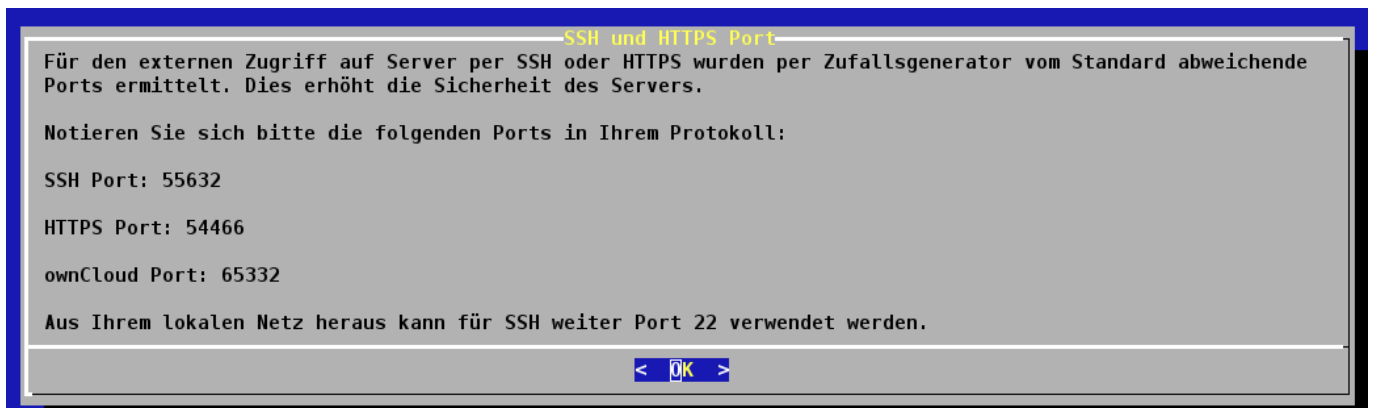 SSH und HTTPS Port
Für den externen Zugriff auf Server per SSH oder HTTPS wurden per Zufallsgenerator vom Standard abweichende
Ports ermittelt. Dies erhöht die Sicherheit des Servers.
Notieren Sie sich bitte die folgenden Ports in Ihrem Protokoll:
SSH Port: 55632
HTTPS Port: 54466
ownCloud Port: 65332
Aus Ihrem lokalen Netz heraus kann für SSH weiter Port 22 verwendet werden.
< OK >